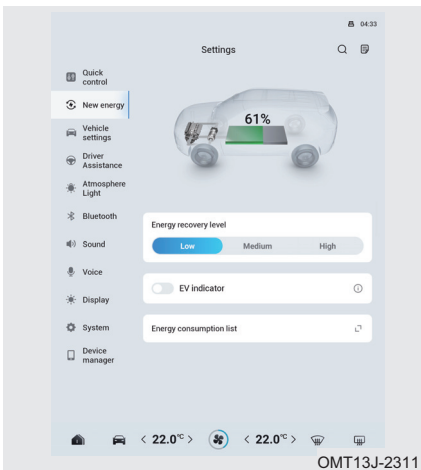 04:33
Settings
Quick
control
New energy
Vehicle
settings
Driver
Assistance
Atmosphere
Light
Bluetooth
Sound
Voice
Display
System
Device
manager
61%
Energy recovery level
Low Medium High
EV indicator
Energy consumption list
< 22.0°C > < 22.0°C >
OMT13J-2311